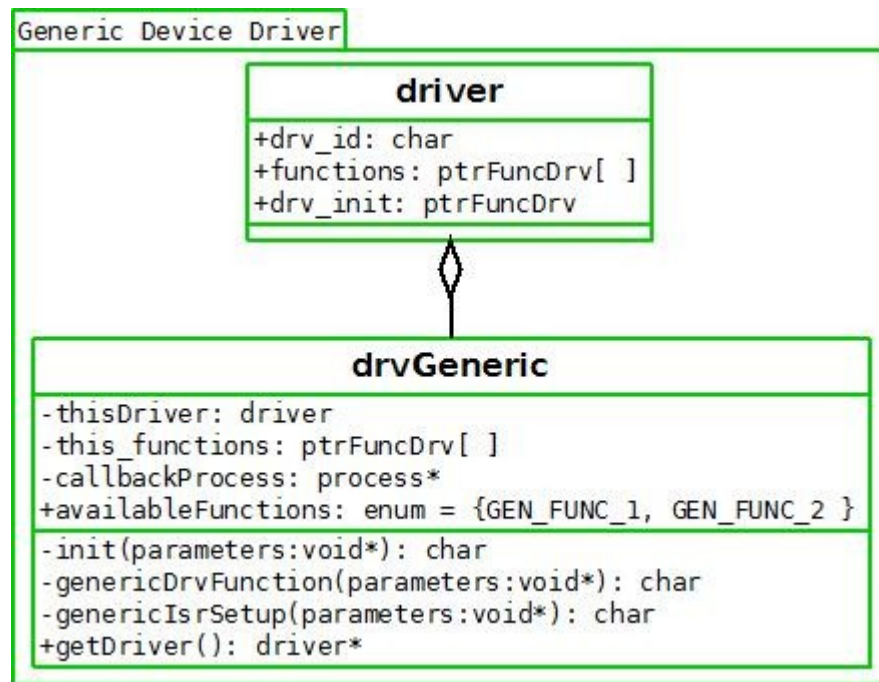 Generic Device Driver
driver
+drv_id: char
+functions: ptrFuncDrv[ ]
+drv_init: ptrFuncDrv
drvGeneric
-thisDriver: driver
-this_functions: ptrFuncDrv[ ]
-callbackProcess: process*
+availableFunctions: enum = {GEN_FUNC_1, GEN_FUNC_2 }
-init(parameters:void*): char
-genericDrvFunction(parameters:void*): char
-genericIsrSetup(parameters:void*): char
+getDriver(): driver*